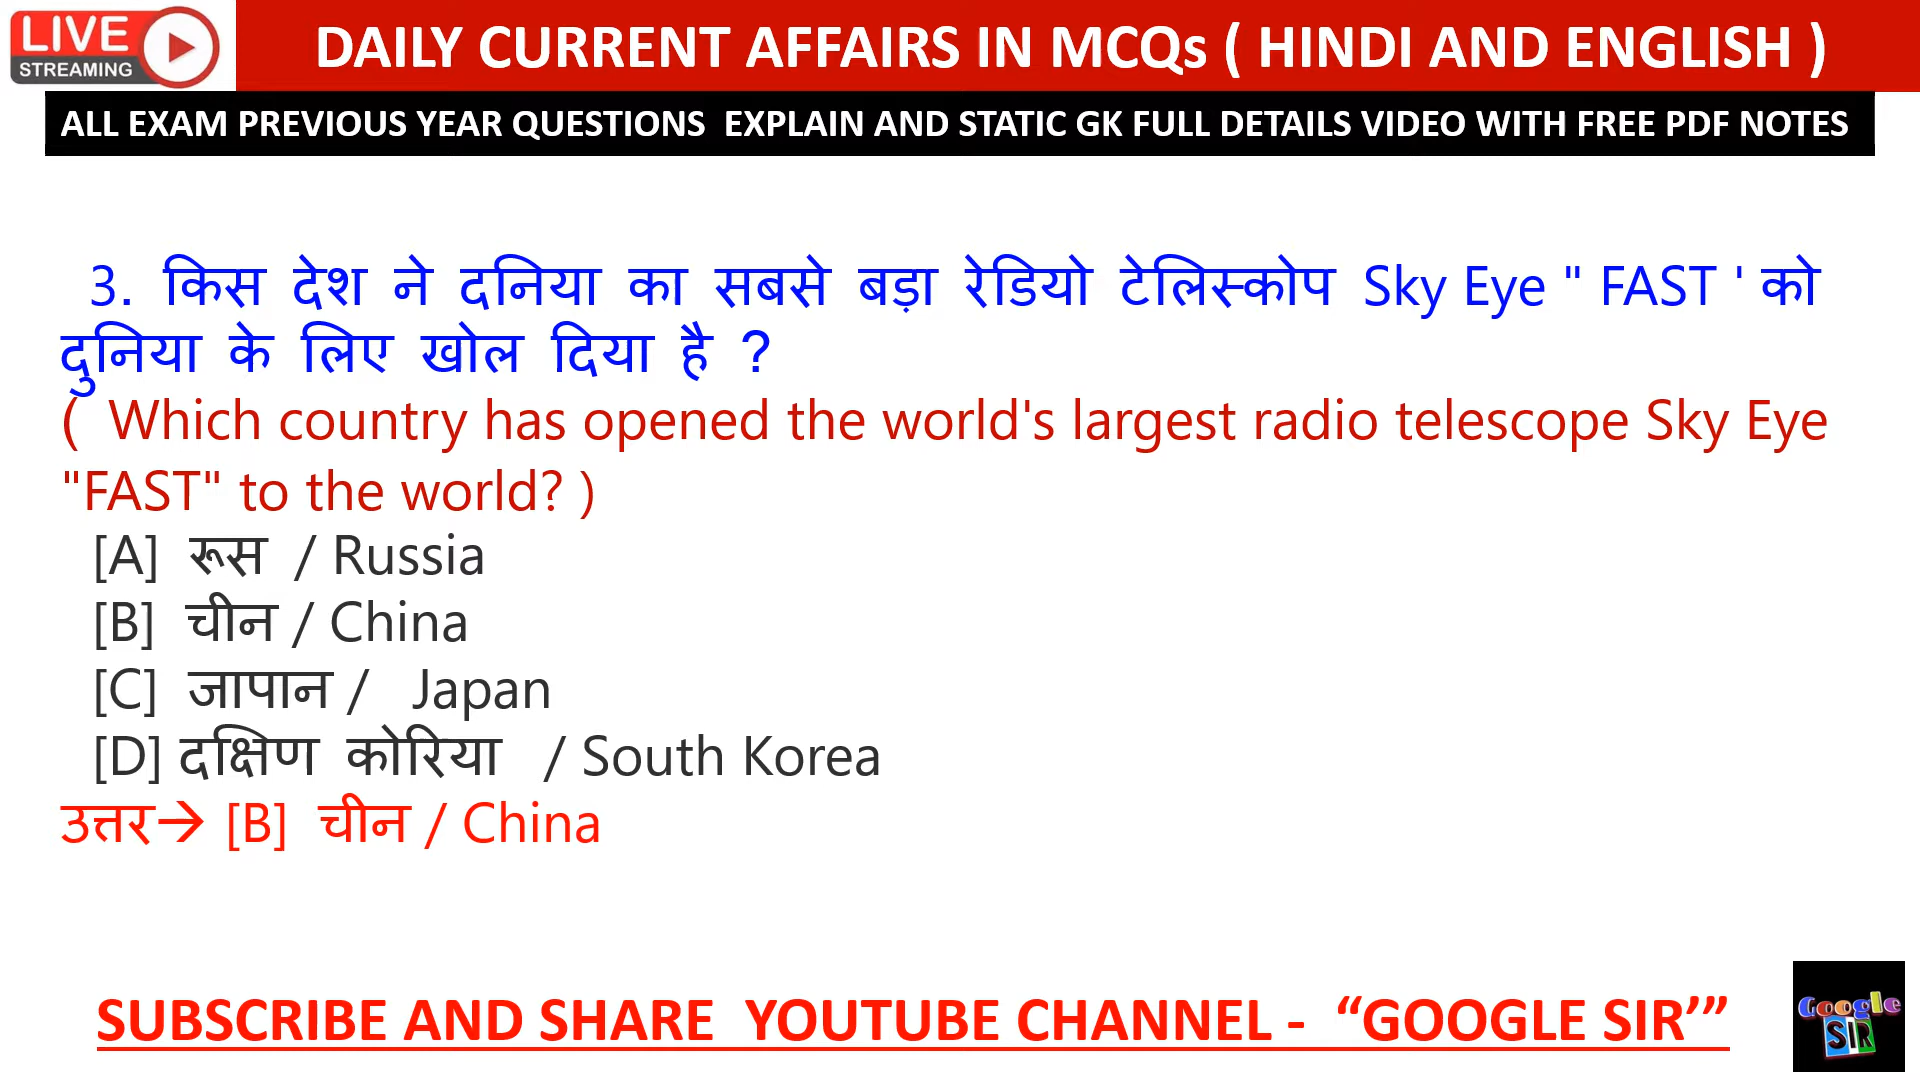 LIVE
STREAMING
DAILY CURRENT AFFAIRS IN MCQs ( HINDI AND ENGLISH )
ALL EXAM PREVIOUS YEAR QUESTIONS EXPLAIN AND STATIC GK FULL DETAILS VIDEO WITH FREE PDF NOTES
3. किस देश ने दनिया का सबसे बड़ा रेडियो टेलिस्कोप Sky Eye " FAST ' को
दुनिया के लिए खोल दिया है ?
( Which country has opened the world's largest radio telescope Sky Eye
"FAST" to the world? )
[A] रूस / Russia
[B] चीन / China
[C] जापान / Japan
[D] दक्षिण कोरिया / South Korea
उत्तर→ [B] चीन / China
SUBSCRIBE AND SHARE YOUTUBE CHANNEL - “GOOGLE SIR’”
Google
SIR